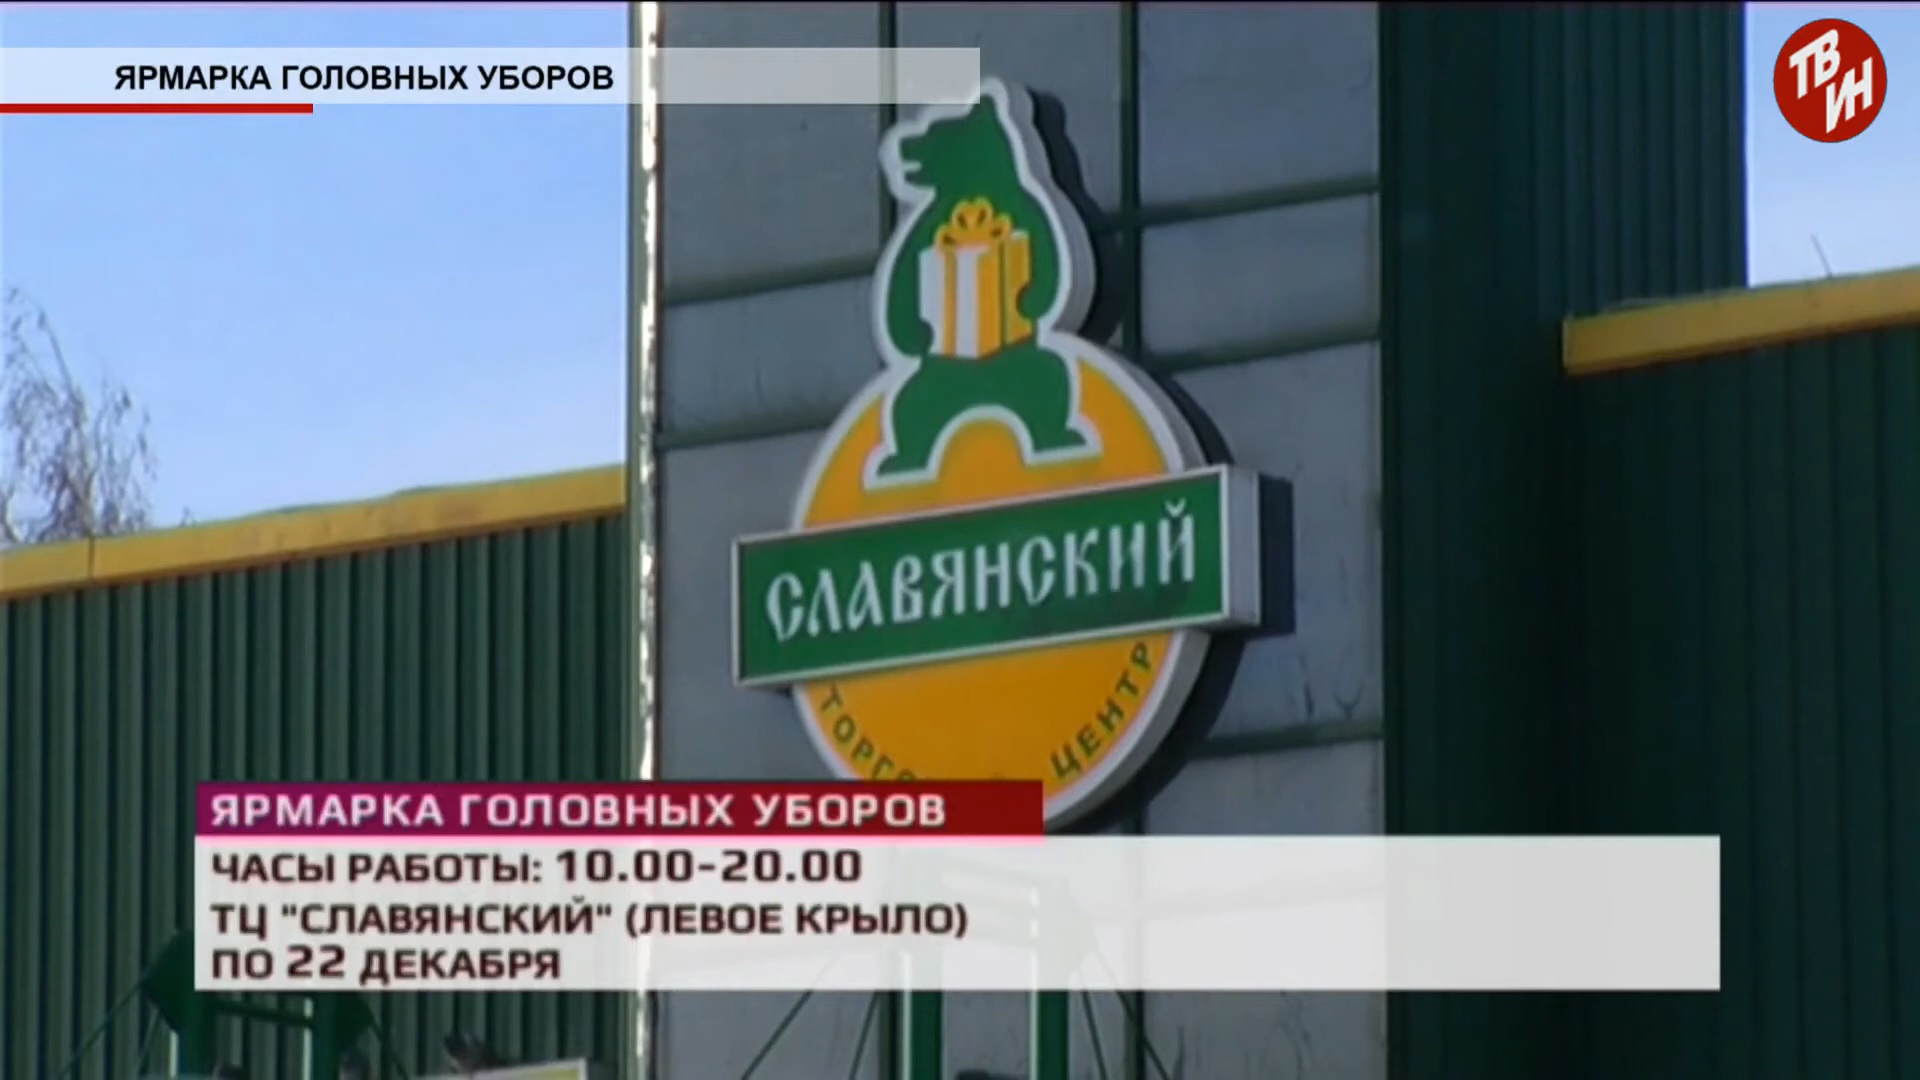 ЯРМАРКА ГОЛОВНЫХ УБОРОВ
ТВ
ИН
СЛАВЯНСКИЙ
ЦЕНТР
ЯРМАРКА ГОЛОВНЫХ УБОРОВ
ЧАСЫ РАБОТЫ: 10.00-20.00
ТЦ "СЛАВЯНСКИЙ" (ЛЕВОЕ КРЫЛО)
ПО 22 ДЕКАБРЯ